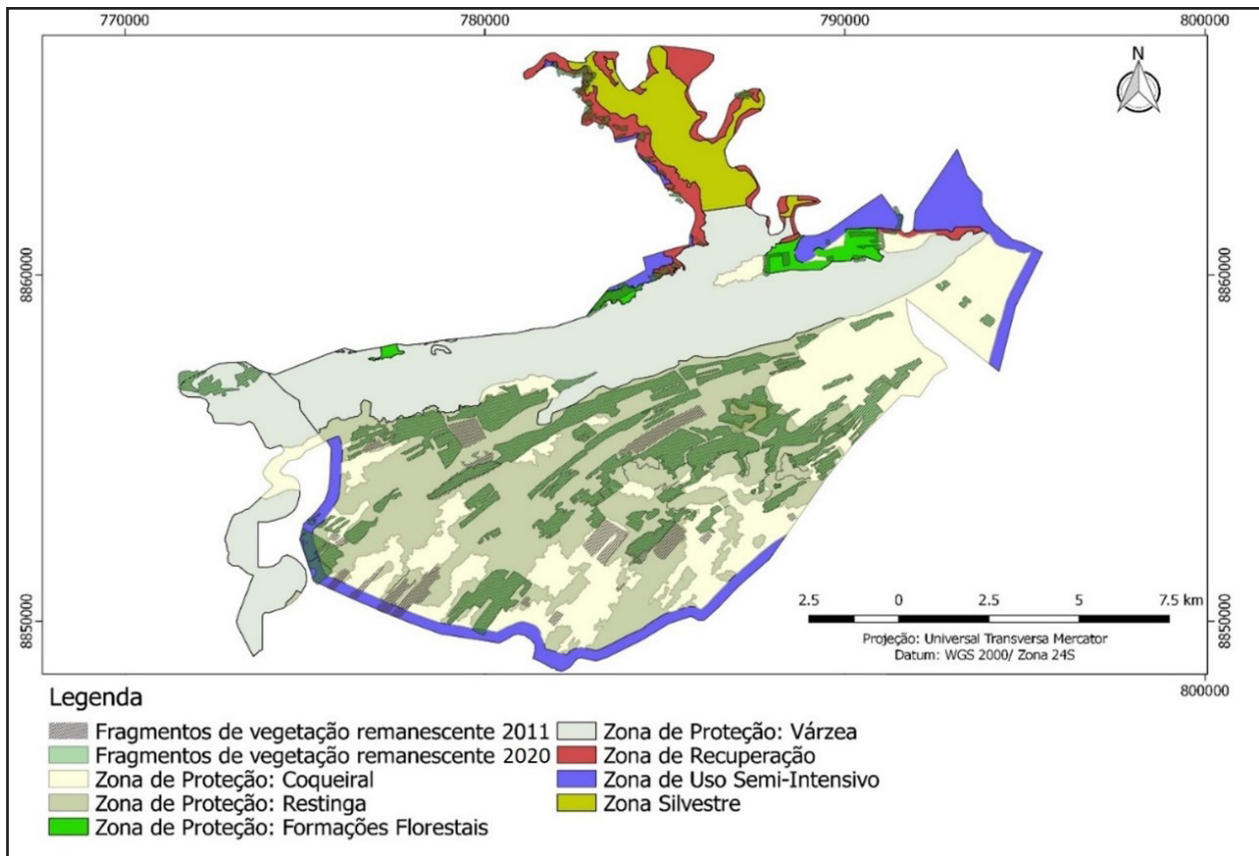 770000 780000 790000 800000
N
8860000 8860000
8850000 8850000
2.5 0 2.5 5 7.5 km
Projeção: Universal Transversa Mercator
Datum: WGS 2000/ Zona 24S
800000
Legenda
Fragmentos de vegetação remanescente 2011
Fragmentos de vegetação remanescente 2020
Zona de Proteção: Coqueiral
Zona de Proteção: Restinga
Zona de Proteção: Formações Florestais
Zona de Proteção: Várzea
Zona de Recuperação
Zona de Uso Semi-Intensivo
Zona Silvestre